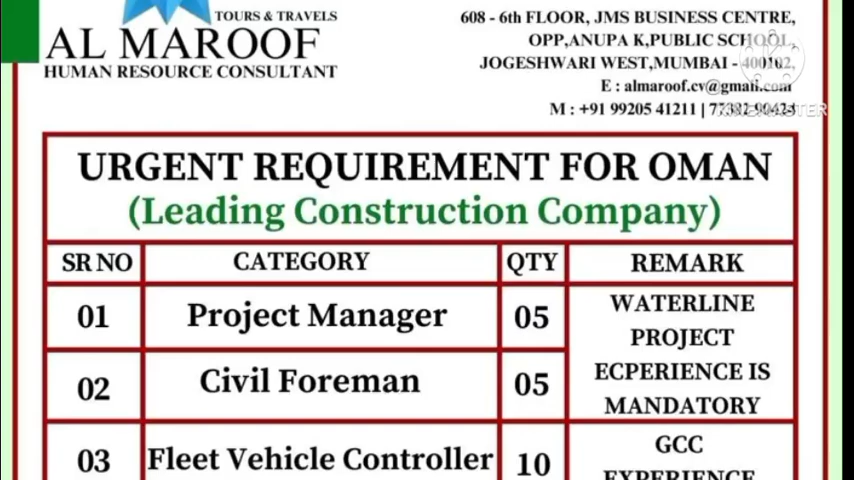 TOURS & TRAVELS
AL MAROOF
HUMAN RESOURCE CONSULTANT
608 - 6th FLOOR, JMS BUSINESS CENTRE,
OPP,ANUPA K,PUBLIC SCHOOL,
JOGESHWARI WEST,MUMBAI - 400102,
E : almaroof.cv@gmail.com
M : +91 99205 41211 |
URGENT REQUIREMENT FOR OMAN
(Leading Construction Company)
SR NO CATEGORY QTY REMARK
01 Project Manager 05
02 Civil Foreman 05
WATERLINE
PROJECT
ECPERIENCE IS
MANDATORY
03 Fleet Vehicle Controller 10
GCC
EXPERIENCE